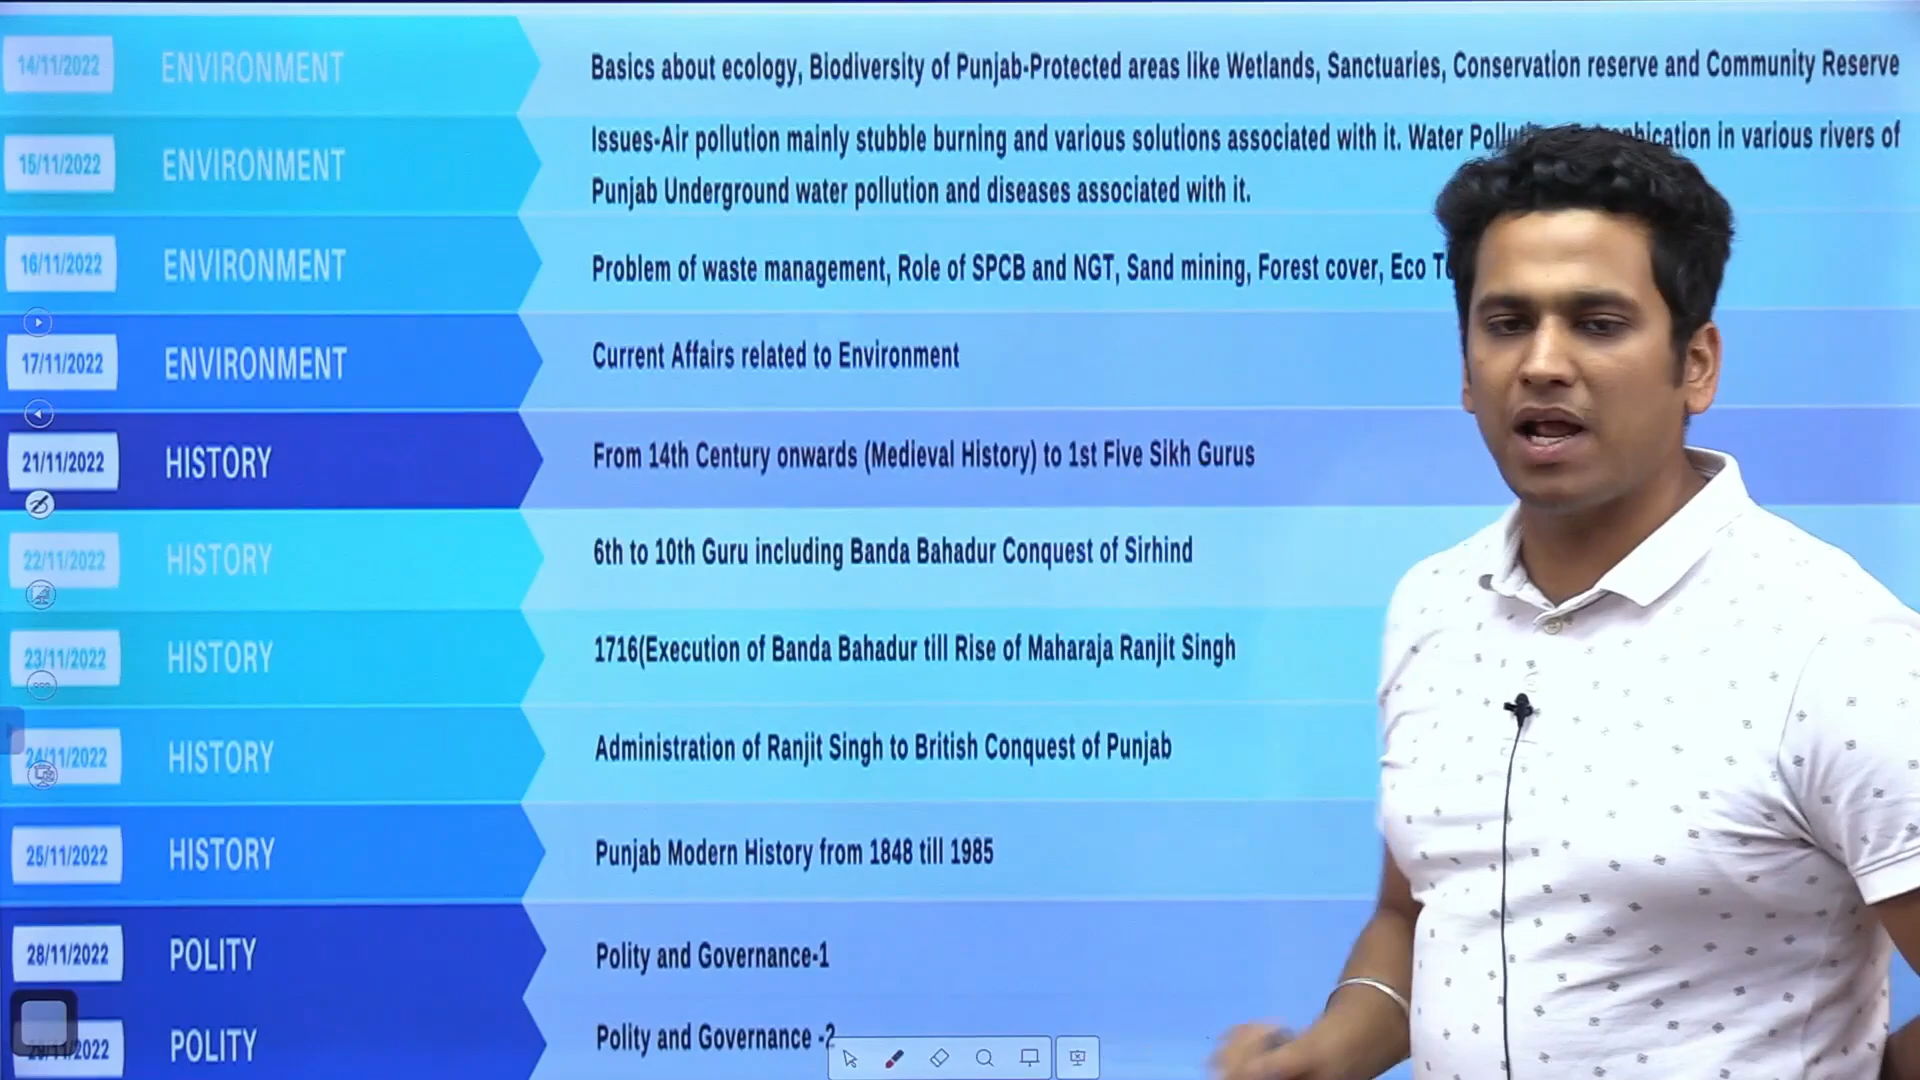 14/11/2022 ENVIRONMENT Basics about ecology, Biodiversity of Punjab-Protected areas like Wetlands, Sanctuaries, Conservation reserve and Community Reserve
15/11/2022 ENVIRONMENT Issues-Air pollution mainly stubble burning and various solutions associated with it. Water in various rivers of
Punjab Underground water pollution and diseases associated with it.
16/11/2022 ENVIRONMENT Problem of waste management, Role of SPCB and NGT, Sand mining, Forest cover, Eco
17/11/2022 ENVIRONMENT Current Affairs related to Environment
21/11/2022 HISTORY From 14th Century onwards (Medieval History) to 1st Five Sikh Gurus
22/11/2022 HISTORY 6th to 10th Guru including Banda Bahadur Conquest of Sirhind
23/11/2022 HISTORY 1716(Execution of Banda Bahadur till Rise of Maharaja Ranjit Singh
24/11/2022 HISTORY Administration of Ranjit Singh to British Conquest of Punjab
25/11/2022 HISTORY Punjab Modern History from 1848 till 1985
28/11/2022 POLITY Polity and Governance-1
POLITY Polity and Governance -2